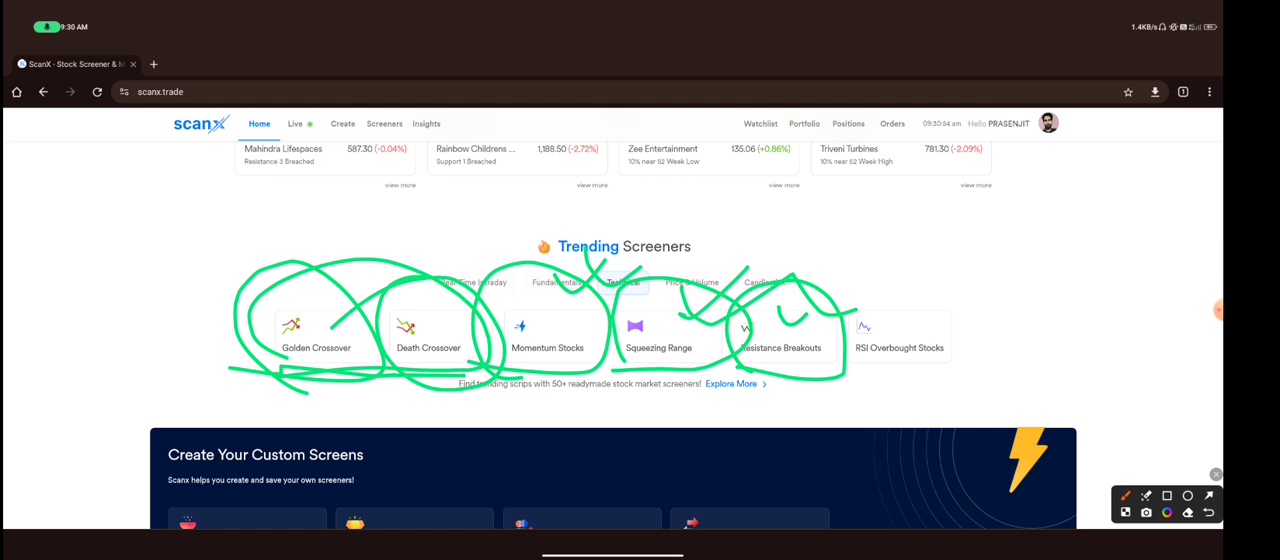 9:30 AM
1.4KB/s
ScanX - Stock Screener & M
scanx.trade
scanX Home Live Create Screeners Insights Watchlist Portfolio Positions Orders 09:30:54 am Hello PRASENJIT
Mahindra Lifespaces 587.30 (-0.04%) Rainbow Childrens ... 1,188.50 (-2.72%) Zee Entertainment 135.06 (+0.86%) Triveni Turbines 781.30 (-2.09%)
Resistance 3 Breached Support 1 Breached 10% near 52 Week Low 10% near 52 Week High
view more view more view more view more
Trending Screeners
Real Time Intraday Fundamentals Technical Price & Volume Candlestick
Golden Crossover Death Crossover Momentum Stocks Squeezing Range Resistance Breakouts RSI Overbought Stocks
Find trending scrips with 50+ readymade stock market screeners! Explore More >
Create Your Custom Screens
Scanx helps you create and save your own screeners!